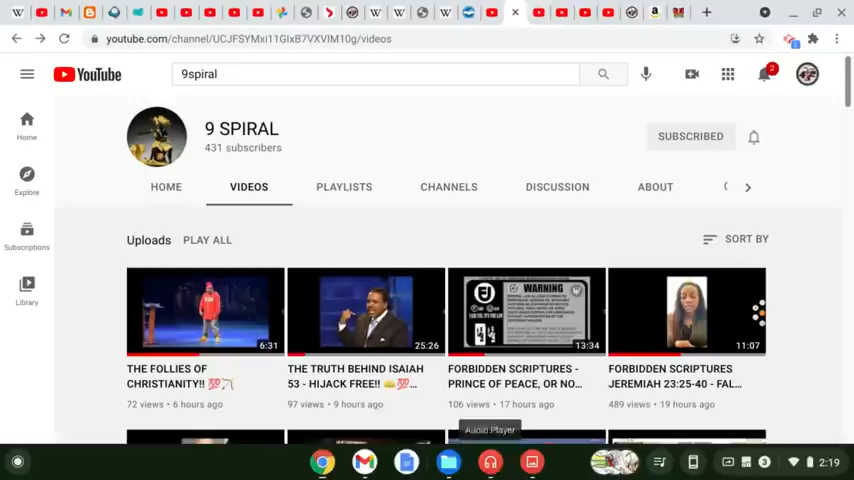 youtube.com/channel/UCJFSYMxi11GIxB7VXVIM10g/videos
YouTube
9spiral
2
Home
Explore
Subscriptions
Library
9 SPIRAL
431 subscribers
SUBSCRIBED
HOME
VIDEOS
PLAYLISTS
CHANNELS
DISCUSSION
ABOUT
Uploads
PLAY ALL
SORT BY
WARNING
6:31
25:26
13:34
11:07
THE FOLLIES OF
CHRISTIANITY!! 💯🏹
72 views • 6 hours ago
THE TRUTH BEHIND ISAIAH
53 - HIJACK FREE!! 👑💯...
97 views • 9 hours ago
FORBIDDEN SCRIPTURES -
PRINCE OF PEACE, OR NO...
106 views • 17 hours ago
FORBIDDEN SCRIPTURES
JEREMIAH 23:25-40 - FAL...
489 views • 19 hours ago
Audio Player
3
2:19